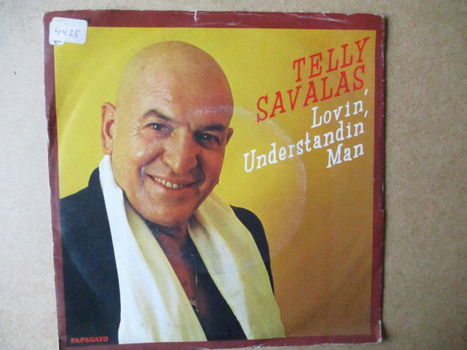 4425
TELLY
SAVALAS
Lovin,
Understandin,
Man
PAPAGAYO